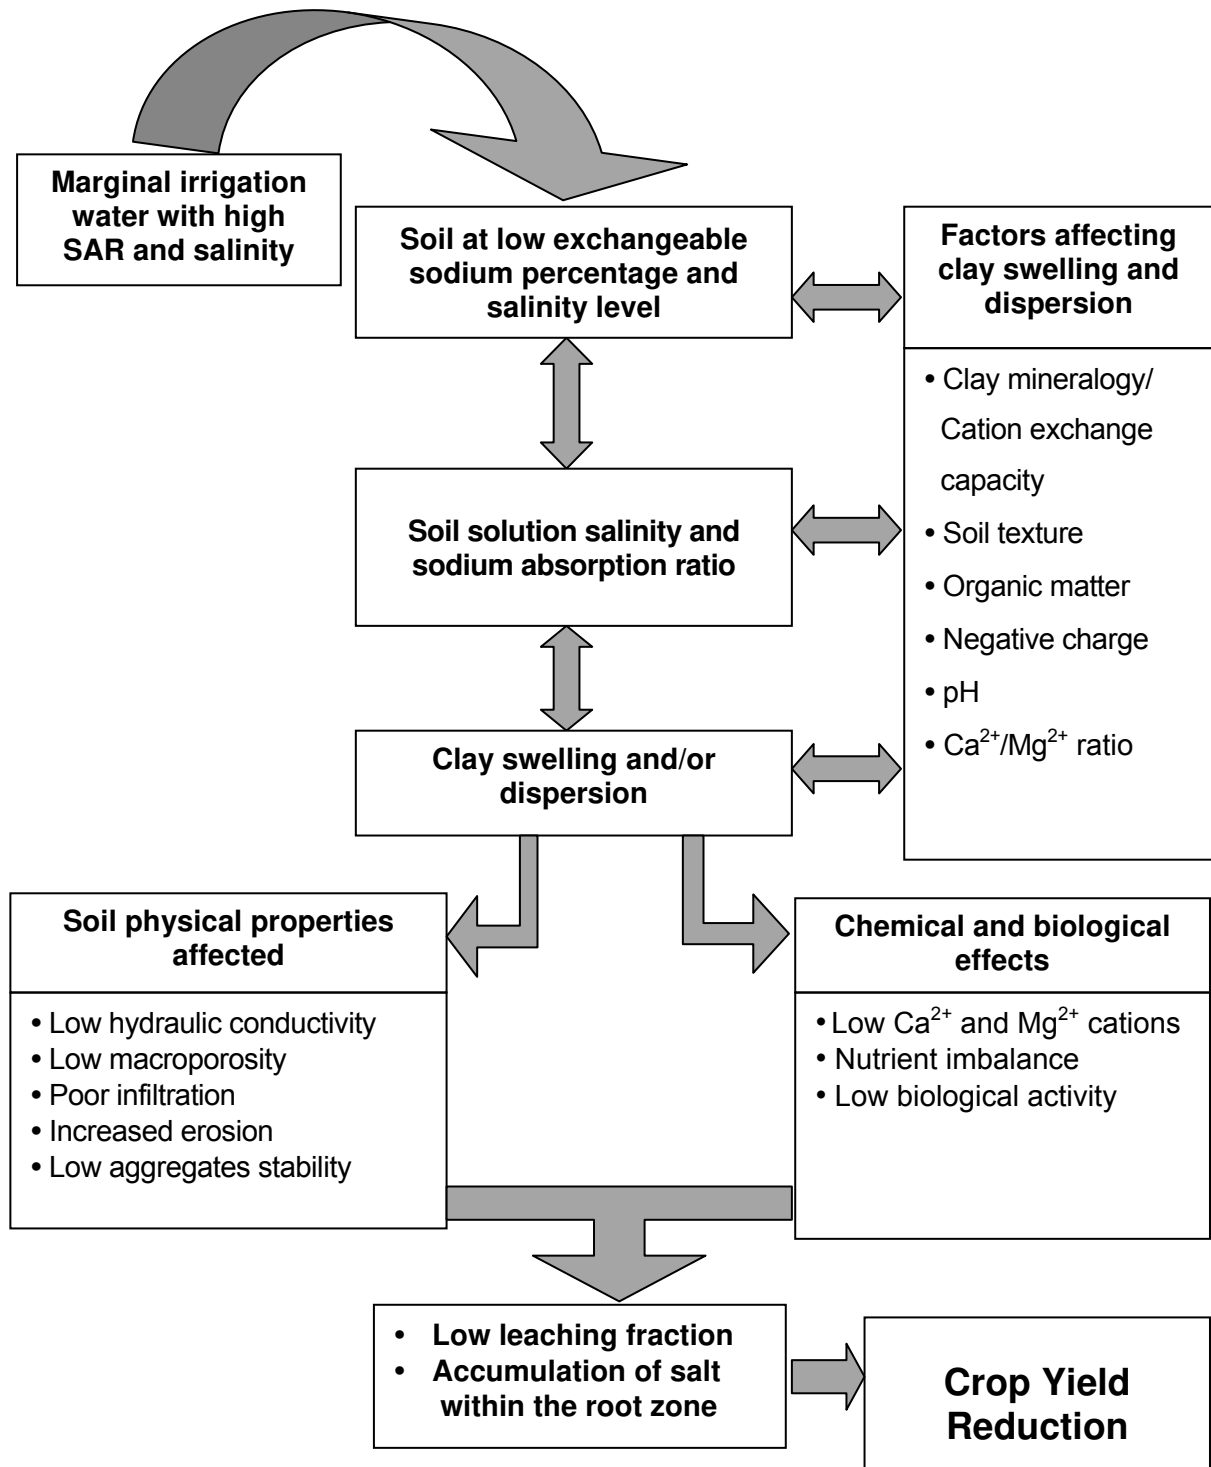 Marginal irrigation
water with high
SAR and salinity
Soil at low exchangeable
sodium percentage and
salinity level
Factors affecting
clay swelling and
dispersion
• Clay mineralogy/
Cation exchange
capacity
• Soil texture
• Organic matter
• Negative charge
• pH
• Ca²⁺/Mg²⁺ ratio
Soil solution salinity and
sodium absorption ratio
Clay swelling and/or
dispersion
Soil physical properties
affected
• Low hydraulic conductivity
• Low macroporosity
• Poor infiltration
• Increased erosion
• Low aggregates stability
Chemical and biological
effects
• Low Ca²⁺ and Mg²⁺ cations
• Nutrient imbalance
• Low biological activity
• Low leaching fraction
• Accumulation of salt
within the root zone
Crop Yield
Reduction